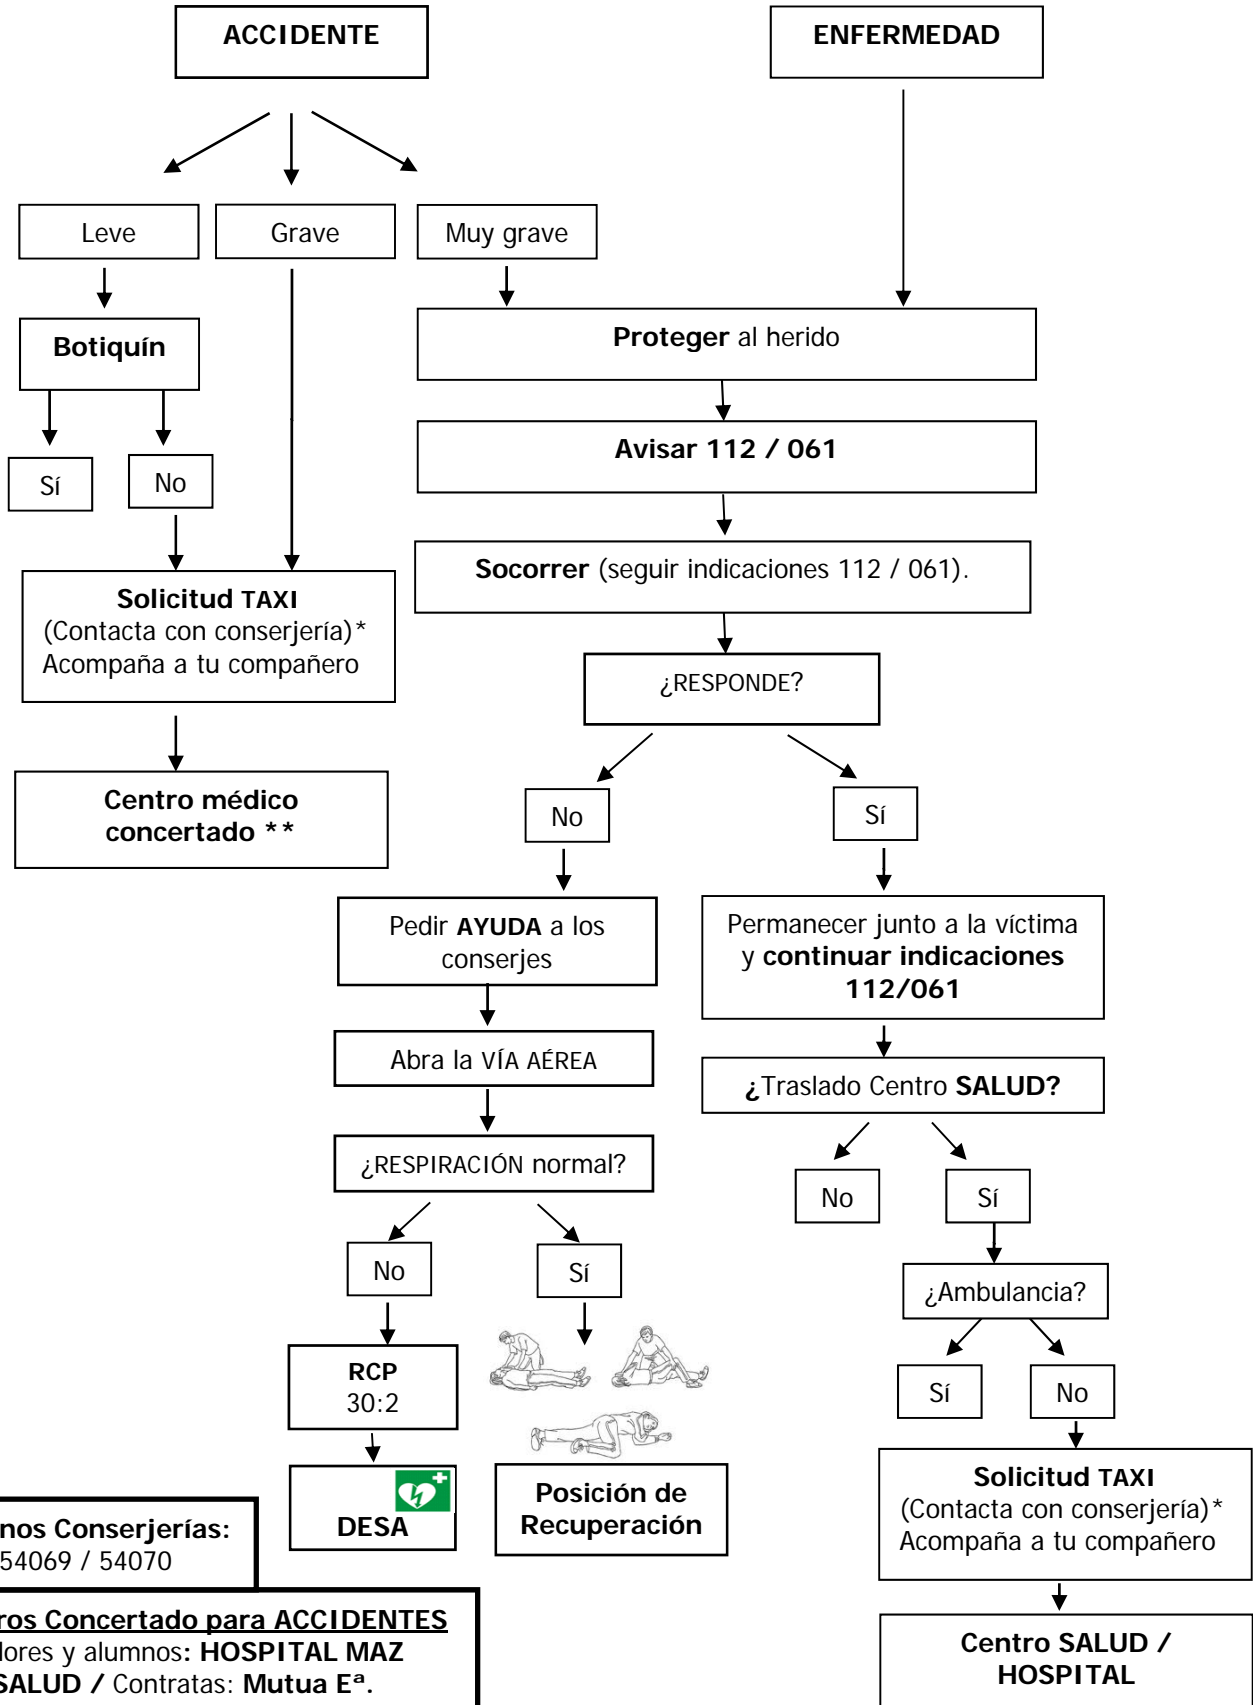 ACCIDENTE
ENFERMEDAD
Leve
Grave
Muy grave
Botiquín
Proteger al herido
Avisar 112 / 061
Sí
No
Socorrer (seguir indicaciones 112 / 061).
Solicitud TAXI
(Contacta con conserjería)*
Acompaña a tu compañero
¿RESPONDE?
Centro médico
concertado **
No
Sí
Pedir AYUDA a los
conserjes
Permanecer junto a la víctima
y continuar indicaciones
112/061
Abra la VÍA AÉREA
¿Traslado Centro SALUD?
¿RESPIRACIÓN normal?
No
Sí
No
Sí
¿Ambulancia?
RCP
30:2
Sí
No
DESA
Posición de
Recuperación
Solicitud TAXI
(Contacta con conserjería)*
Acompaña a tu compañero
Conserjerías:
54069 / 54070
Concertado para ACCIDENTES
y alumnos: HOSPITAL MAZ
SALUD / Contratas: Mutua Eª.
Centro SALUD /
HOSPITAL